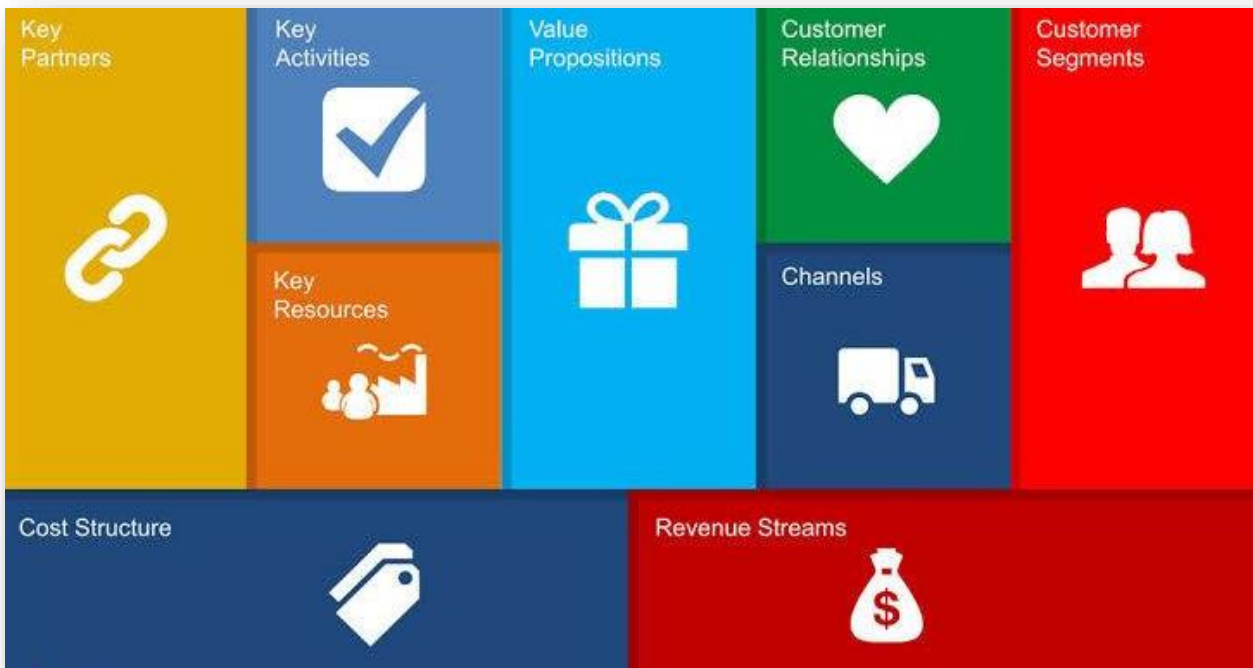 Key
Partners
Key
Activities
Value
Propositions
Customer
Relationships
Customer
Segments
Key
Resources
Channels
Cost Structure
Revenue Streams
$